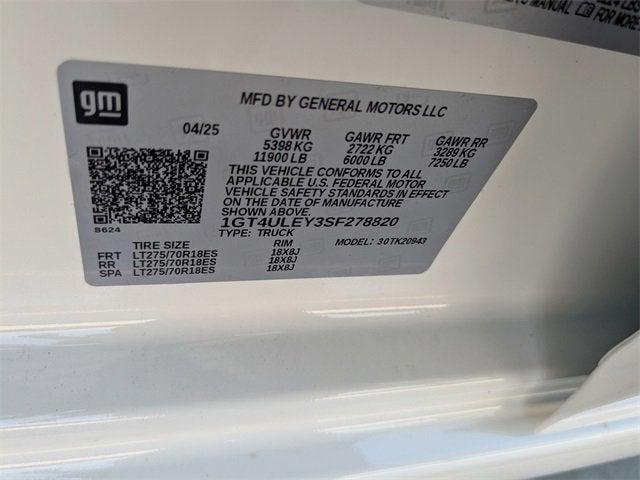 MANUAL
FOR MORE
gm
MFD BY GENERAL MOTORS LLC
04/25 GVWR GAWR FRT GAWR RR
5398 KG 2722 KG 3289 KG
11900 LB 6000 LB 7250 LB
THIS VEHICLE CONFORMS TO ALL
APPLICABLE U.S. FEDERAL MOTOR
VEHICLE SAFETY STANDARDS IN EFFECT
ON THE DATE OF MANUFACTURE
SHOWN ABOVE.
8624
1GT4ULEY3SF278820
TYPE: TRUCK MODEL: 30TK20943
TIRE SIZE RIM
FRT LT275/70R18ES 18X8J
RR LT275/70R18ES 18X8J
SPA LT275/70R18ES 18X8J